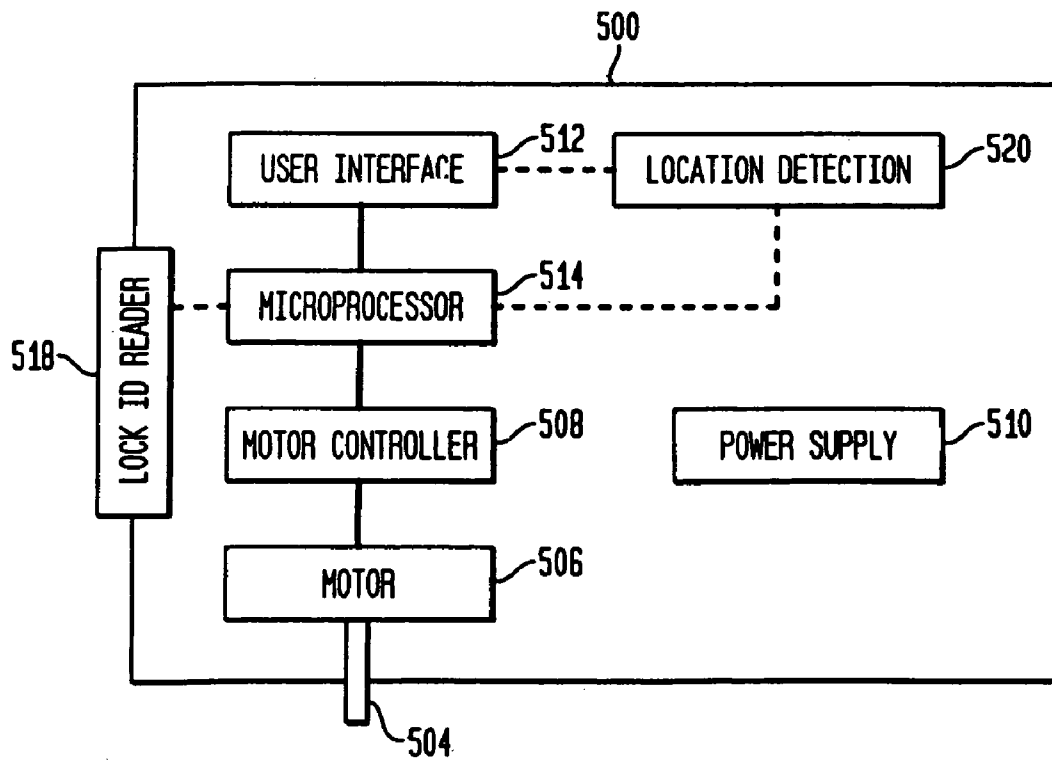 500
USER INTERFACE
512
LOCATION DETECTION
520
MICROPROCESSOR
514
LOCK ID READER
518
MOTOR CONTROLLER
508
POWER SUPPLY
510
MOTOR
506
504